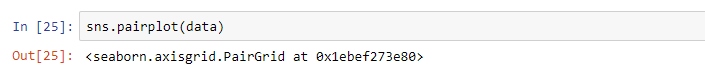 In [25]: sns.pairplot(data)
Out[25]: <seaborn.axisgrid.PairGrid at 0x1ebef273e80>